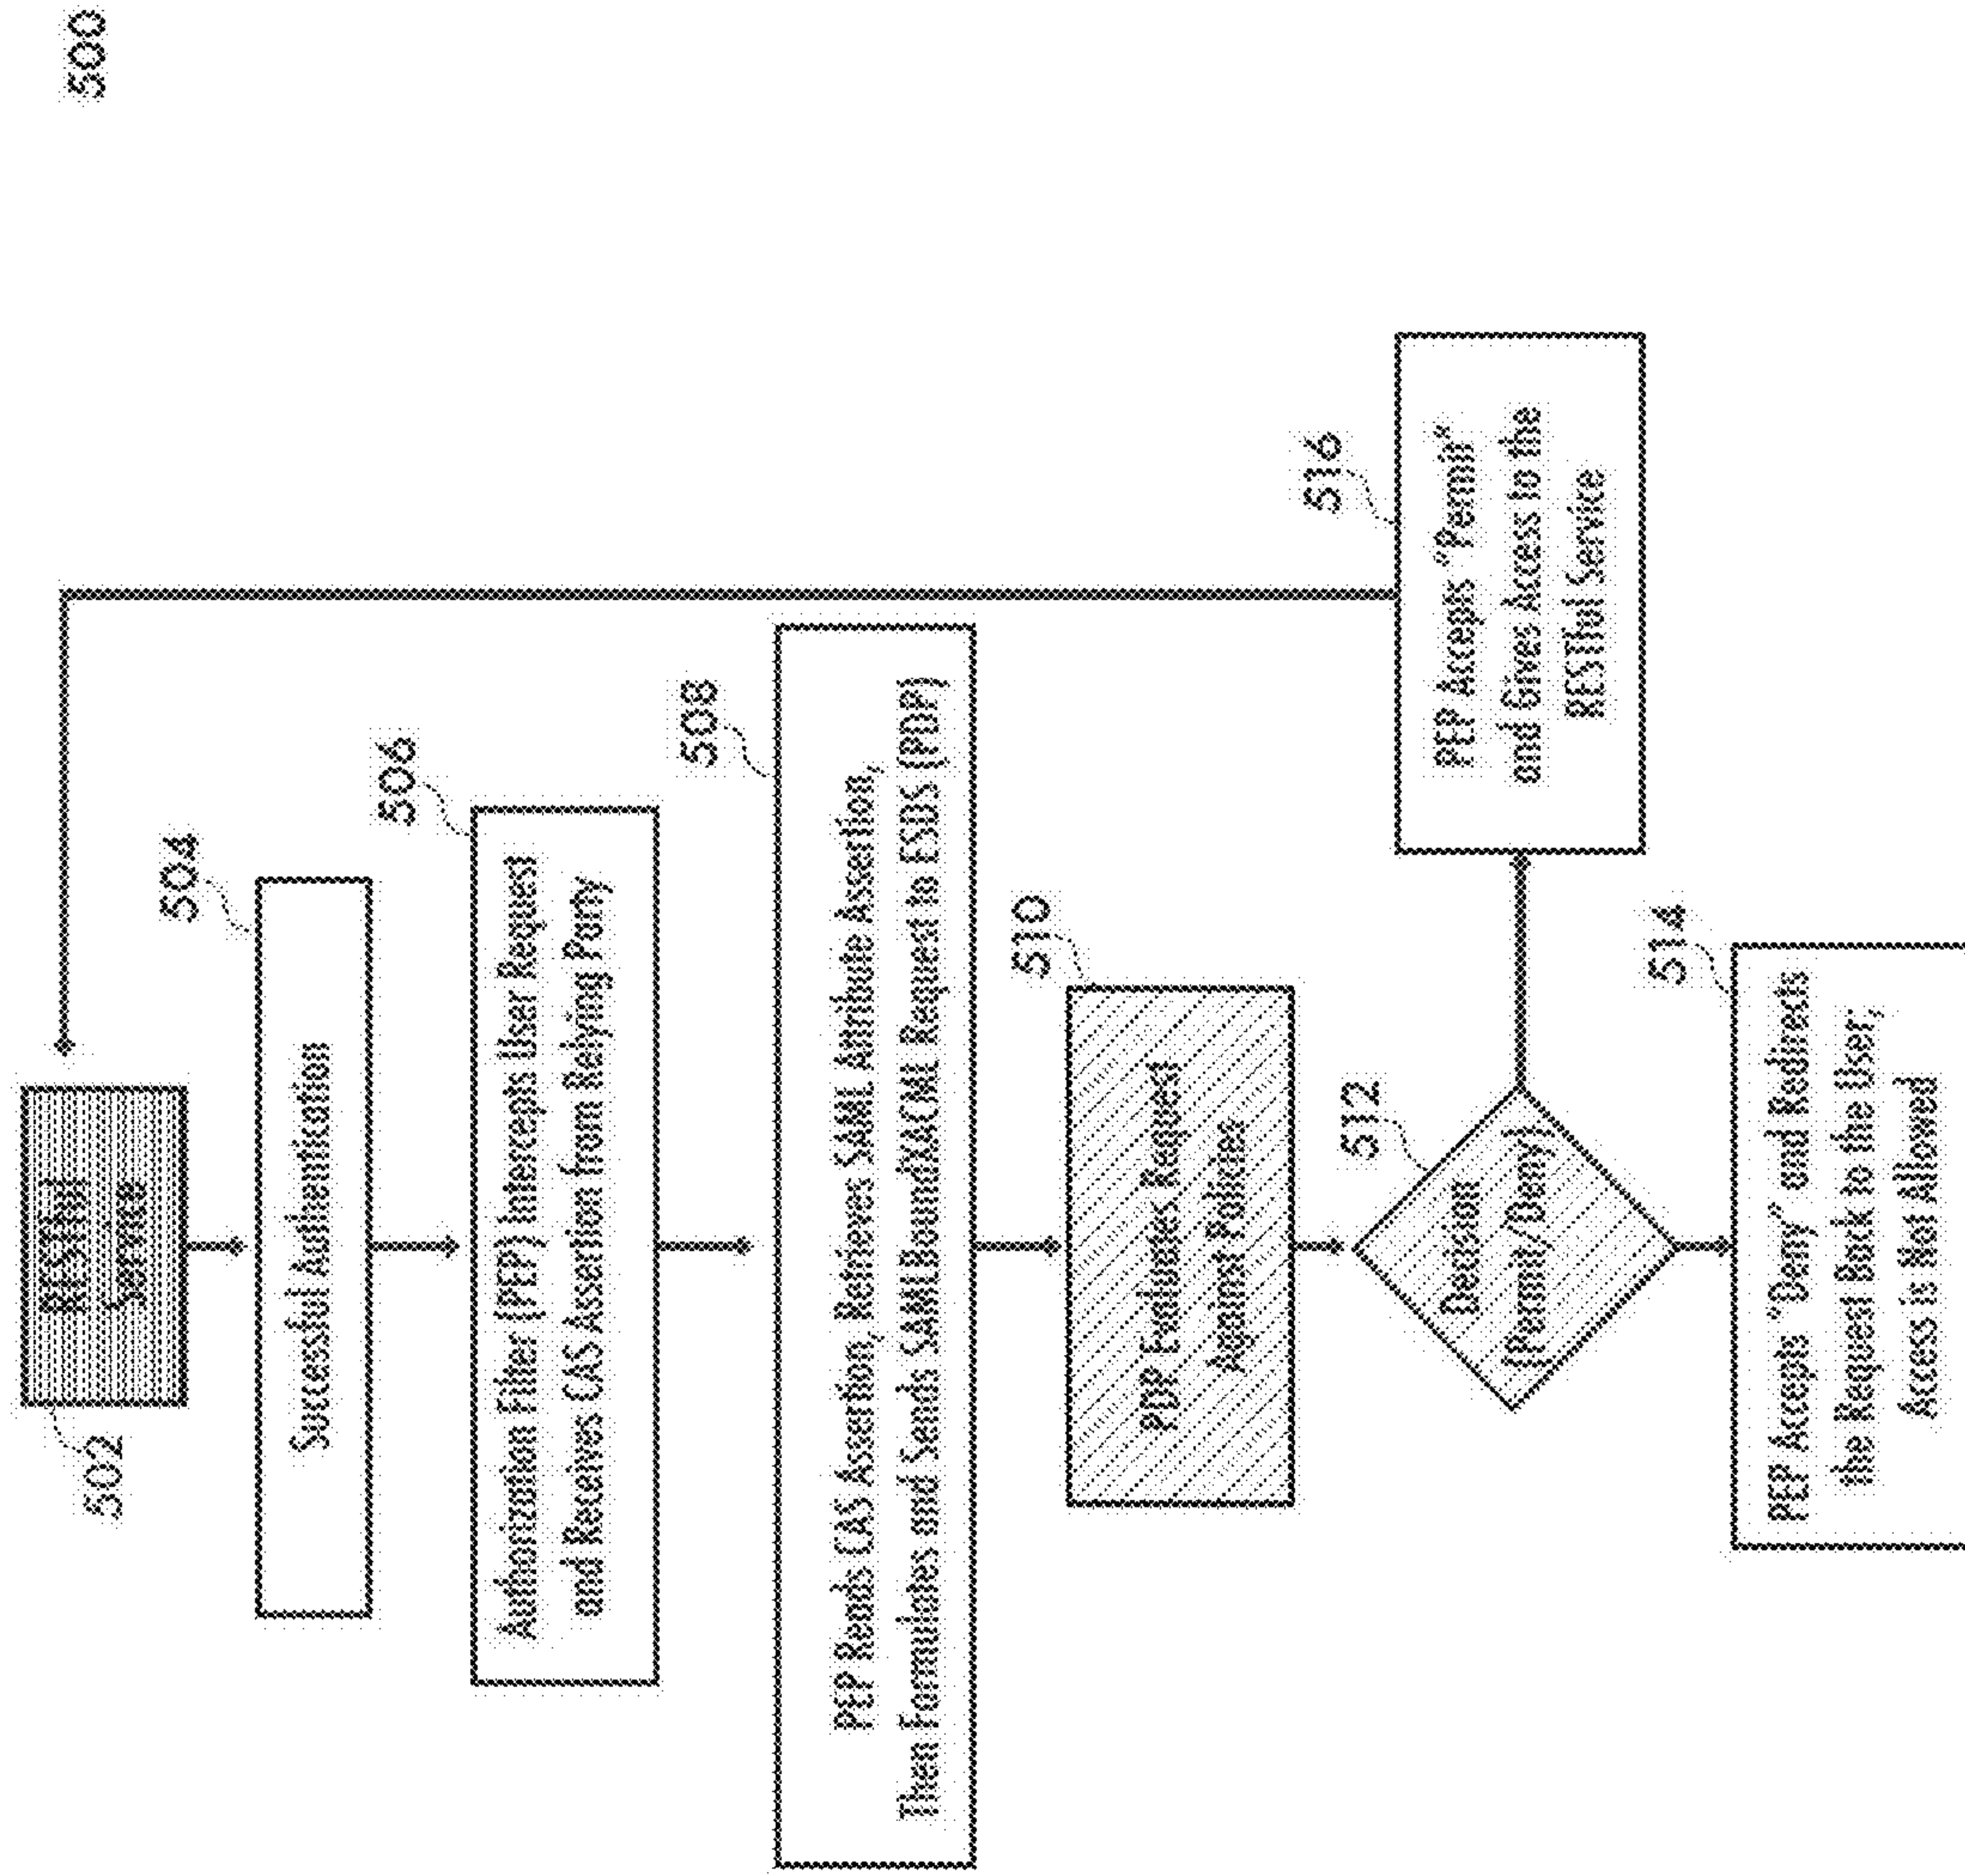 500
502
RESTful
Service
504
Successful Authentication
506
Authorization Filter (PEP) Intercepts User Request
and Receives CAS Assertion from Relying Party
508
PEP Reads CAS Assertion, Retrieves SAML Attribute Assertion,
Then Formulates and Sends SAMLBoundXACML Request to ESDS (PDP)
510
PDP Evaluates Request
Against Policies
512
Decision
(Permit/Deny)
516
PEP Accepts "Permit"
and Gives Access to the
RESTful Service
514
PEP Accepts "Deny" and Redirects
the Request Back to the User;
Access is Not Allowed